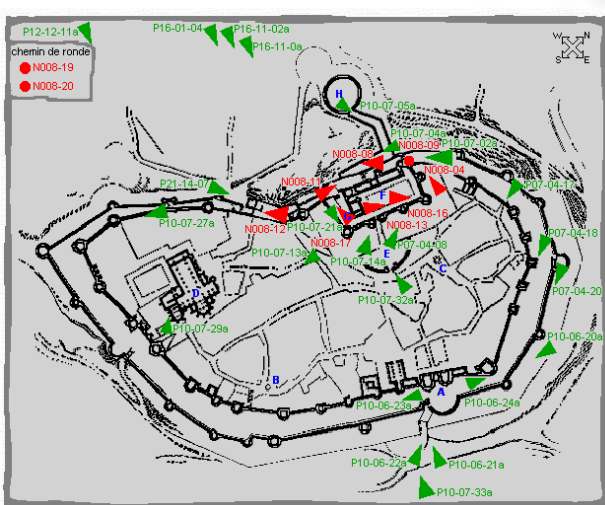 P12-12-11a
P16-01-04
P16-11-02a
P16-11-0a
W N
S E
chemin de ronde
N008-19
N008-20
H
P10-07-05a
P10-07-04a
N008-09
P10-07-02a
N008-08
N008-04
P21-14-07
N008-11
F
P07-04-17
P10-07-27a
N008-12
P10-07-21a
G
N008-16
N008-13
P07-04-18
P10-07-13a
N008-17
P10-07-14a
E
P07-04-08
C
P07-04-20
D
P10-07-32a
P10-07-29a
P10-06-20a
B
A
P10-06-23a
P10-06-24a
P10-06-22a
P10-06-21a
P10-07-33a